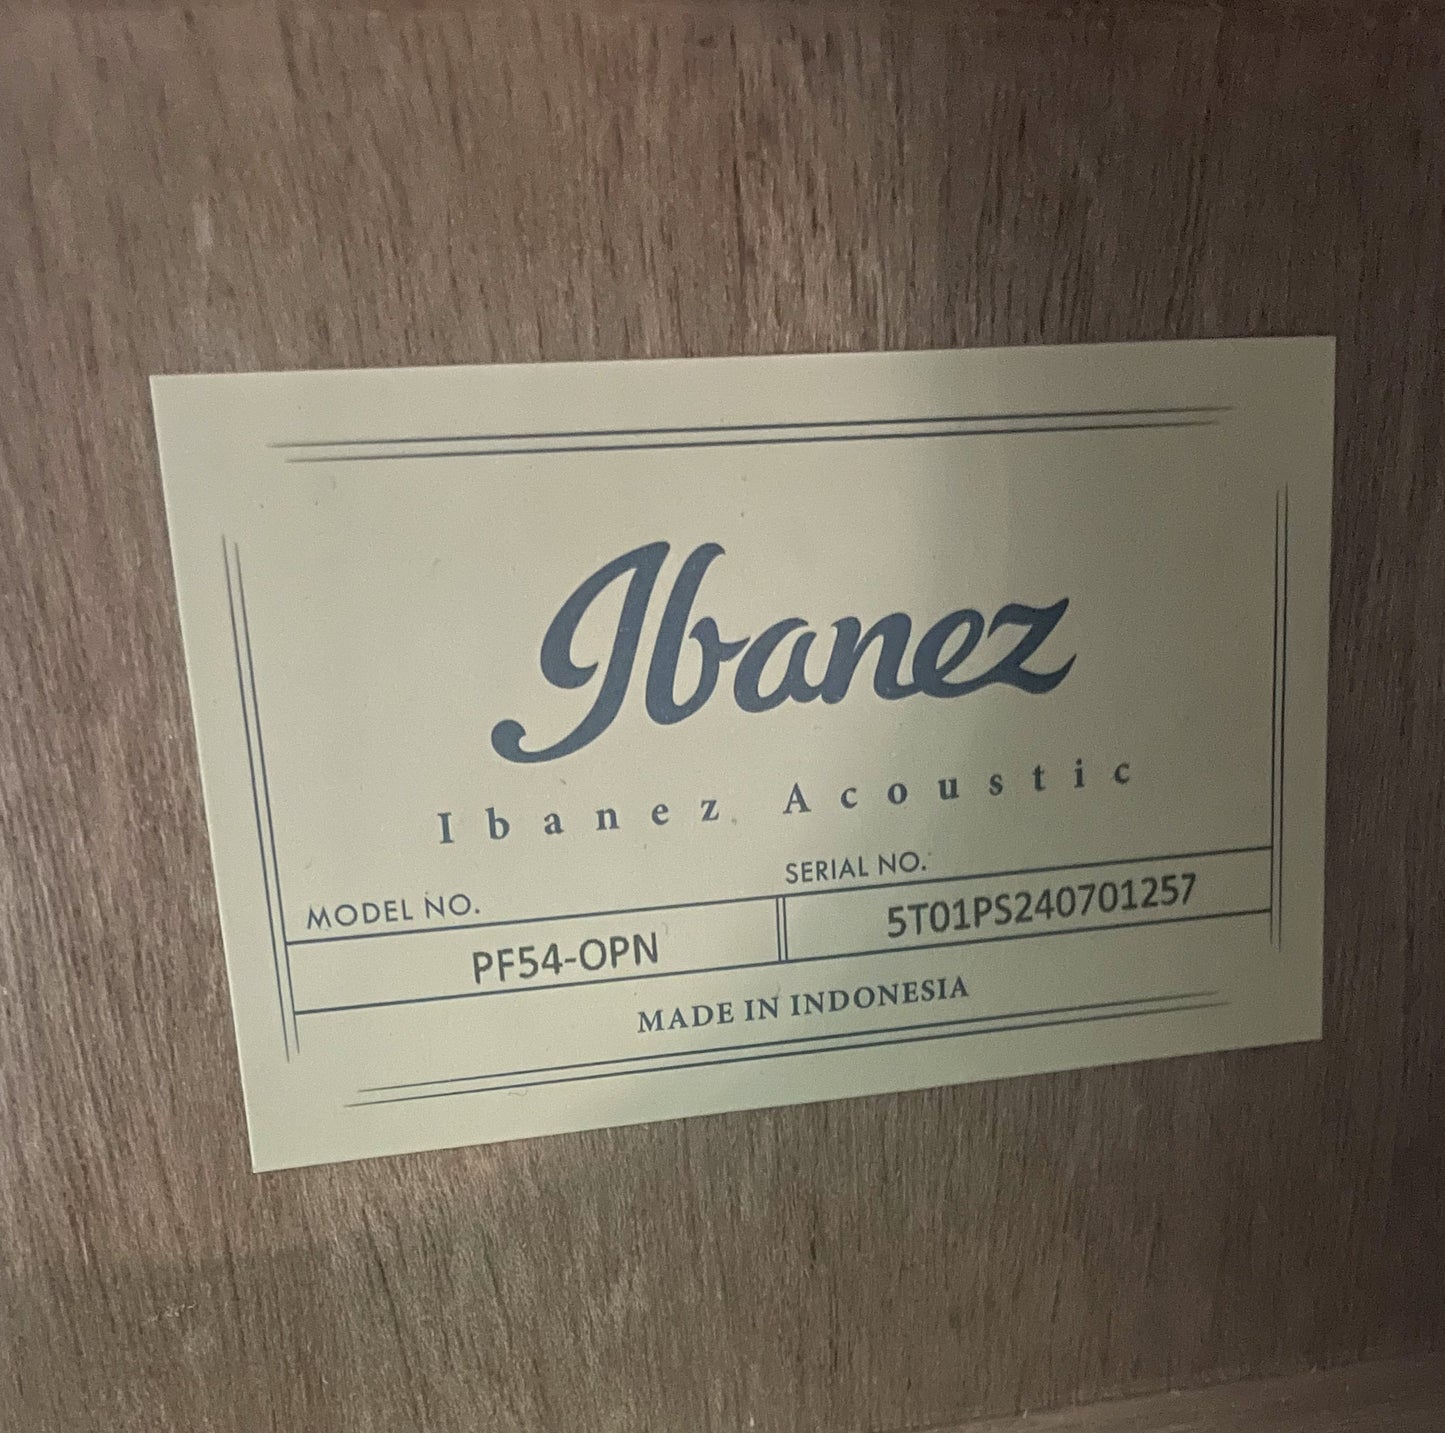 Ibanez
Ibanez Acoustic
MODEL NO.
SERIAL NO.
PF54-OPN
5T01PS240701257
MADE IN INDONESIA